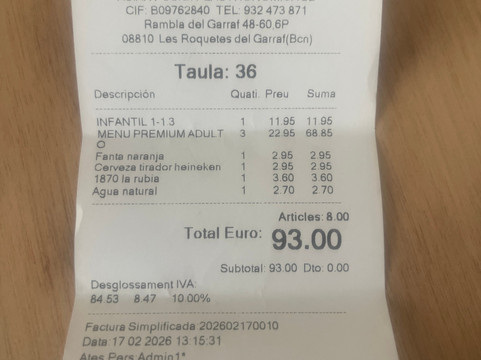 CIF: B09762840 TEL: 932 473 871
Rambla del Garraf 48-60,6P
08810 Les Roquetes del Garraf(Bcn)
Taula: 36
Descripción Quati. Preu Suma
INFANTIL 1-1 3 1 11.95 11.95
MENU PREMIUM ADULT 3 22.95 68.85
O
Fanta naranja 1 2.95 2.95
Cerveza tirador heineken 1 2.95 2.95
1870 la rubia 1 3.60 3.60
Agua natural 1 2.70 2.70
Articles: 8.00
Total Euro: 93.00
Subtotal: 93.00 Dto: 0.00
Desglossament IVA:
84.53 8.47 10.00%
Factura Simplificada 202602170010
Data:17 02 2026 13:15:31
Ates Pers Admin1*